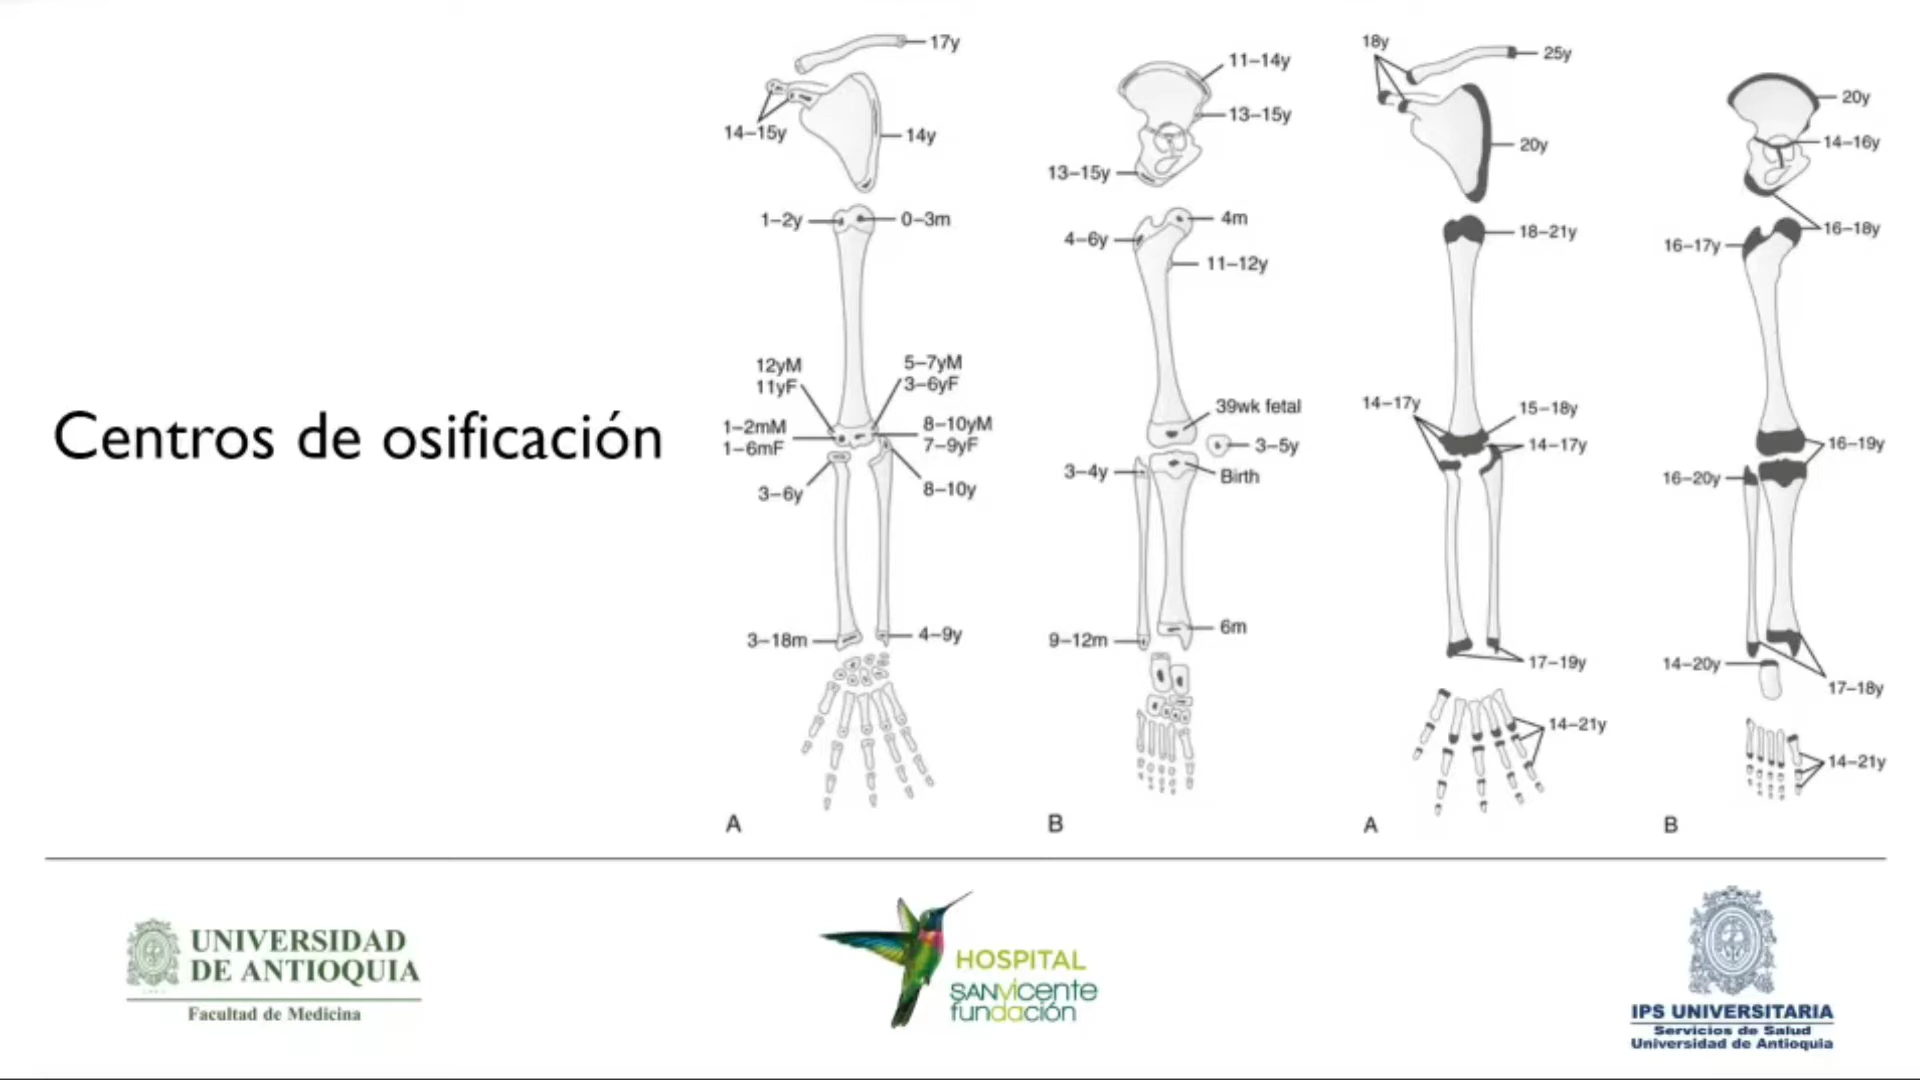 Centros de osificación
17y
14–15y
14y
1–2y
0–3m
12yM
11yF
5–7yM
3–6yF
1–2mM
1–6mF
8–10yM
7–9yF
3–6y
8–10y
3–18m
4–9y
A
11–14y
13–15y
13–15y
4m
4–6y
11–12y
39wk fetal
3–5y
3–4y
Birth
6m
9–12m
B
18y
25y
20y
18–21y
14–17y
15–18y
14–17y
17–19y
14–21y
A
20y
14–16y
16–18y
16–17y
16–19y
16–20y
14–20y
17–18y
14–21y
B
UNIVERSIDAD
DE ANTIOQUIA
Facultad de Medicina
HOSPITAL
SANVICENTE
fundación
IPS UNIVERSITARIA
Servicios de Salud
Universidad de Antioquia